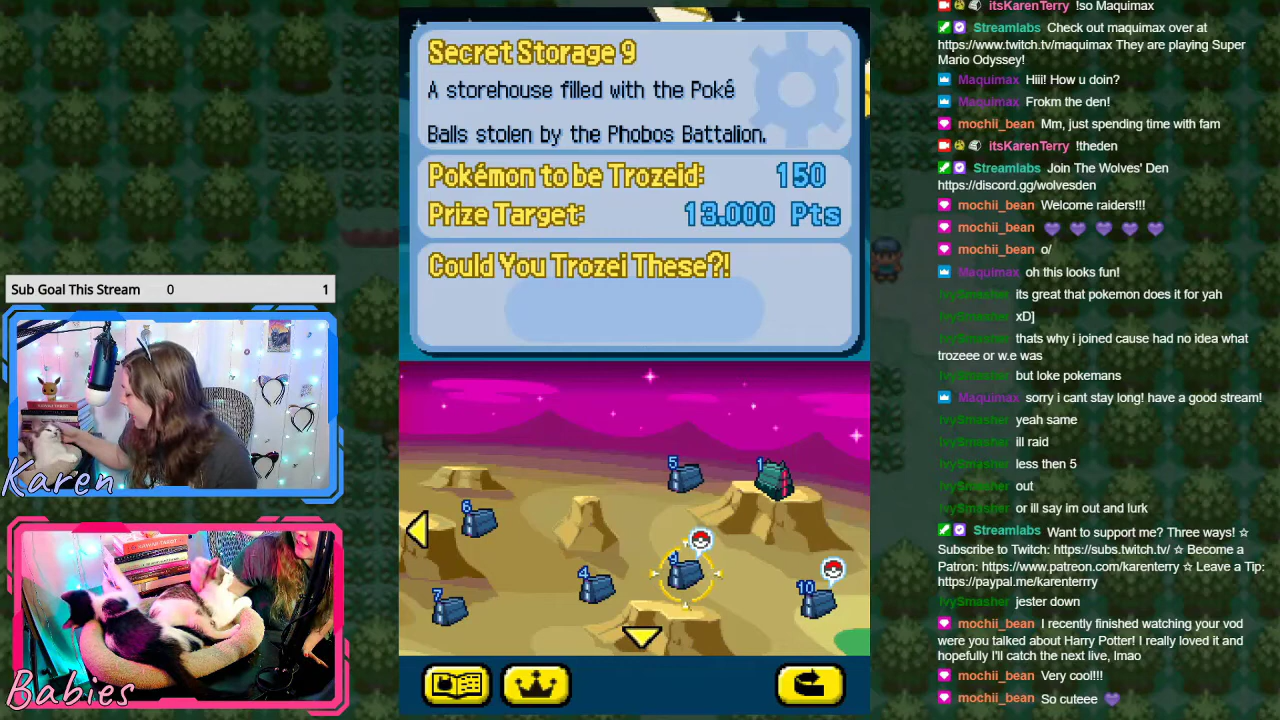 Secret Storage 9
A storehouse filled with the Poké
Balls stolen by the Phobos Battalion.
Pokémon to be Trozeid: 150
Prize Target: 13.000 Pts
Could You Trozei These?!
5
1
6
9
4
10
7
Sub Goal This Stream 0 1
Karen
Babies
itsKarenTerry !so Maquimax
Streamlabs Check out maquimax over at
https://www.twitch.tv/maquimax They are playing Super
Mario Odyssey!
Maquimax Hiii! How u doin?
Maquimax Frokm the den!
mochii_bean Mm, just spending time with fam
itsKarenTerry !theden
Streamlabs Join The Wolves' Den
https://discord.gg/wolvesden
mochii_bean Welcome raiders!!!
mochii_bean
mochii_bean o/
Maquimax oh this looks fun!
IvySmasher its great that pokemon does it for yah
IvySmasher xD]
IvySmasher thats why i joined cause had no idea what
trozeee or w.e was
IvySmasher but loke pokemans
Maquimax sorry i cant stay long! have a good stream!
IvySmasher yeah same
IvySmasher ill raid
IvySmasher less then 5
IvySmasher out
IvySmasher or ill say im out and lurk
Streamlabs Want to support me? Three ways! ☆
Subscribe to Twitch: https://subs.twitch.tv/ ☆ Become a
Patron: https://www.patreon.com/karenterry ☆ Leave a Tip:
https://paypal.me/karenterrry
IvySmasher jester down
mochii_bean I recently finished watching your vod
were you talked about Harry Potter! I really loved it and
hopefully I'll catch the next live, lmao
mochii_bean Very cool!!!
mochii_bean So cuteee